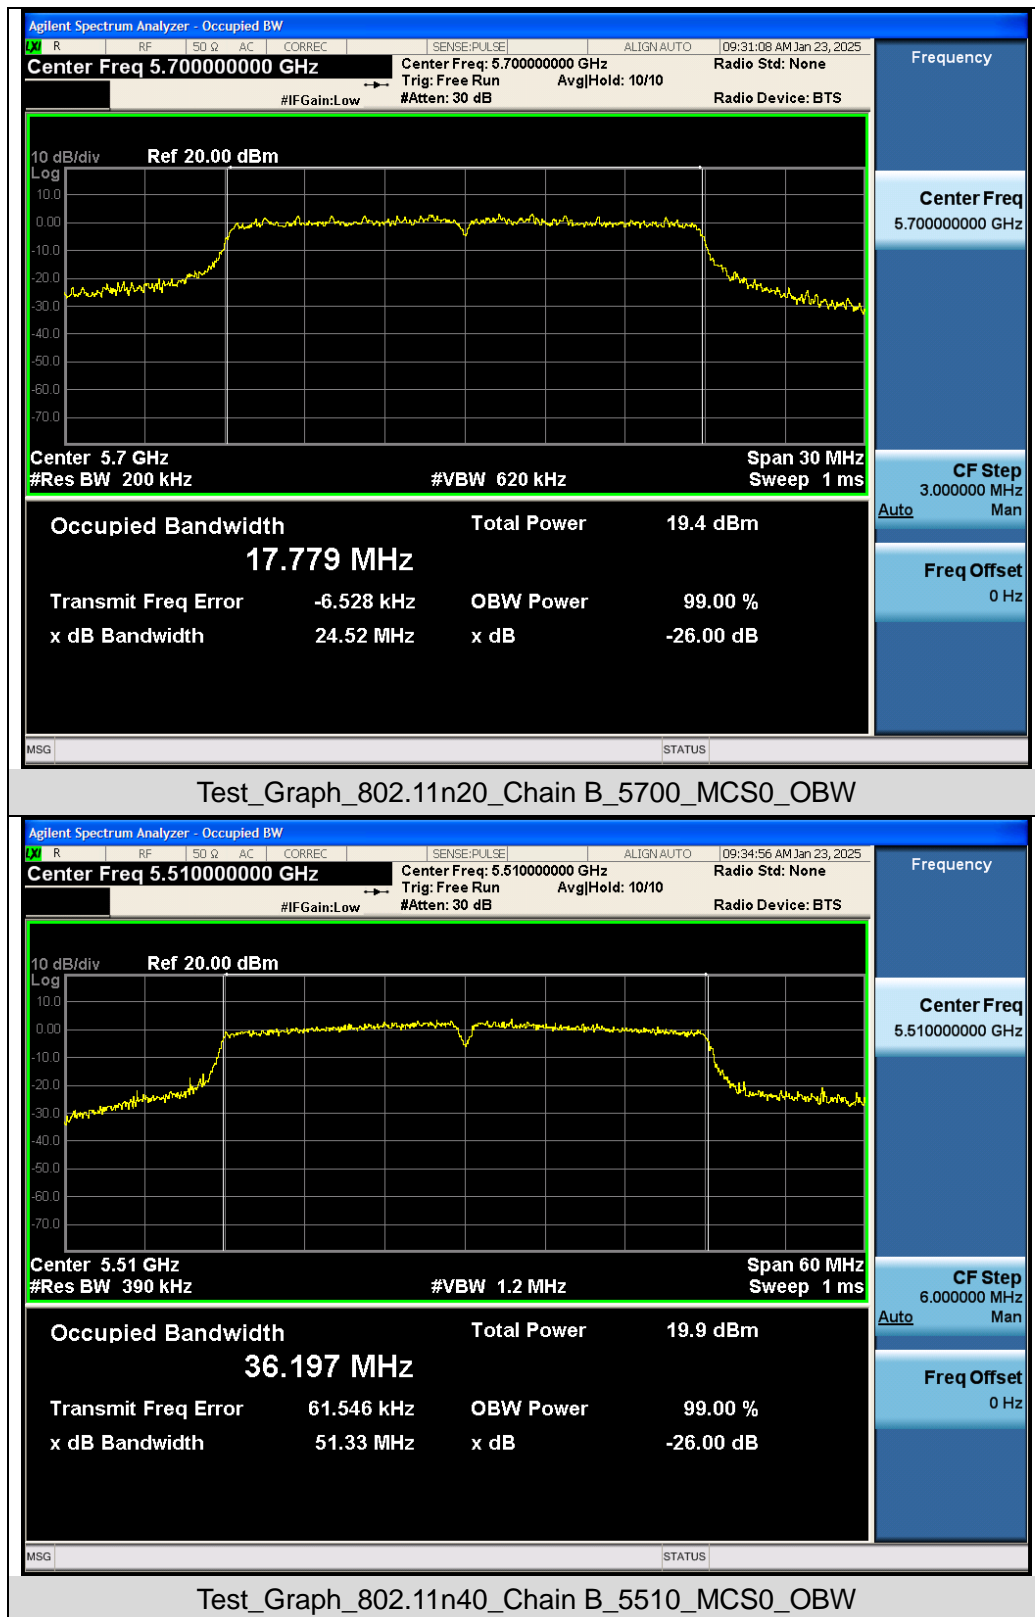 Agilent Spectrum Analyzer - Occupied BW
LXI R RF 50 Ω AC CORREC SENSE:PULSE ALIGN AUTO 09:31:08 AM Jan 23, 2025
Center Freq 5.700000000 GHz
Center Freq: 5.700000000 GHz
Radio Std: None
Trig: Free Run Avg|Hold: 10/10
#IFGain:Low
#Atten: 30 dB
Radio Device: BTS
10 dB/div Ref 20.00 dBm
Log
10.0
0.00
-10.0
-20.0
-30.0
-40.0
-50.0
-60.0
-70.0
Center 5.7 GHz Span 30 MHz
#Res BW 200 kHz #VBW 620 kHz Sweep 1 ms
Occupied Bandwidth Total Power 19.4 dBm
17.779 MHz
Transmit Freq Error -6.528 kHz OBW Power 99.00 %
x dB Bandwidth 24.52 MHz x dB -26.00 dB
MSG STATUS
Frequency
Center Freq
5.700000000 GHz
CF Step
3.000000 MHz
Auto Man
Freq Offset
0 Hz
Test_Graph_802.11n20_Chain B_5700_MCS0_OBW
Agilent Spectrum Analyzer - Occupied BW
LXI R RF 50 Ω AC CORREC SENSE:PULSE ALIGN AUTO 09:34:56 AM Jan 23, 2025
Center Freq 5.510000000 GHz
Center Freq: 5.510000000 GHz
Radio Std: None
Trig: Free Run Avg|Hold: 10/10
#IFGain:Low
#Atten: 30 dB
Radio Device: BTS
10 dB/div Ref 20.00 dBm
Log
10.0
0.00
-10.0
-20.0
-30.0
-40.0
-50.0
-60.0
-70.0
Center 5.51 GHz Span 60 MHz
#Res BW 390 kHz #VBW 1.2 MHz Sweep 1 ms
Occupied Bandwidth Total Power 19.9 dBm
36.197 MHz
Transmit Freq Error 61.546 kHz OBW Power 99.00 %
x dB Bandwidth 51.33 MHz x dB -26.00 dB
MSG STATUS
Frequency
Center Freq
5.510000000 GHz
CF Step
6.000000 MHz
Auto Man
Freq Offset
0 Hz
Test_Graph_802.11n40_Chain B_5510_MCS0_OBW